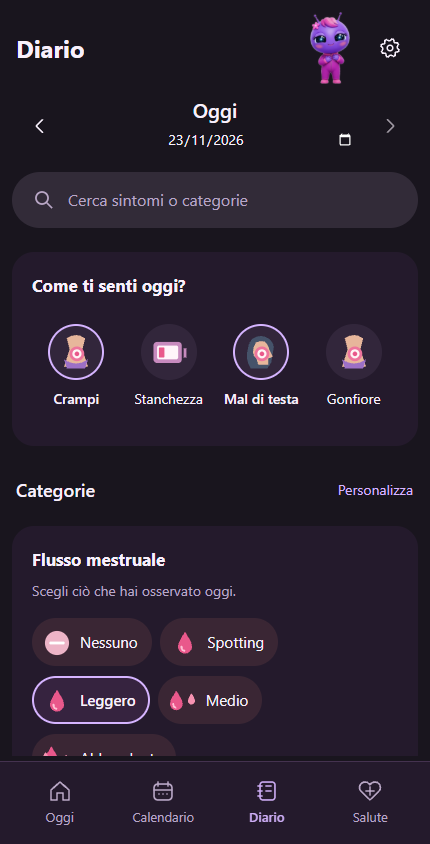 Diario
Oggi
23/11/2026
Cerca sintomi o categorie
Come ti senti oggi?
Crampi
Stanchezza
Mal di testa
Gonfiore
Categorie
Personalizza
Flusso mestruale
Scegli ciò che hai osservato oggi.
Nessuno
Spotting
Leggero
Medio
Oggi
Calendario
Diario
Salute